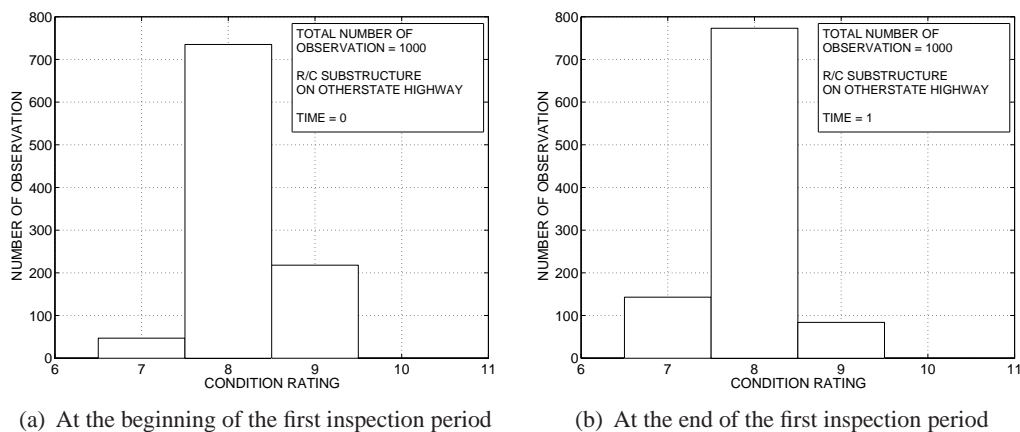 800
700
600
500
400
300
200
100
0
NUMBER OF OBSERVATION
TOTAL NUMBER OF
OBSERVATION = 1000
R/C SUBSTRUCTURE
ON OTHERSTATE HIGHWAY
TIME = 0
6 7 8 9 10 11
CONDITION RATING
(a) At the beginning of the first inspection period
800
700
600
500
400
300
200
100
0
NUMBER OF OBSERVATION
TOTAL NUMBER OF
OBSERVATION = 1000
R/C SUBSTRUCTURE
ON OTHERSTATE HIGHWAY
TIME = 1
6 7 8 9 10 11
CONDITION RATING
(b) At the end of the first inspection period